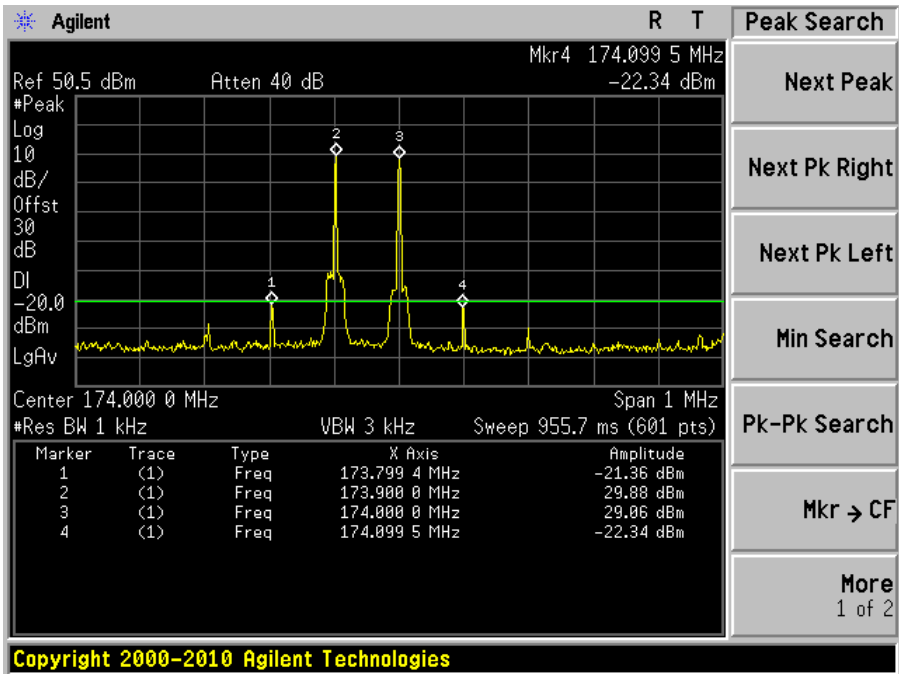 Agilent R T
Peak Search
Mkr4 174.099 5 MHz
Ref 50.5 dBm Atten 40 dB -22.34 dBm
#Peak
Log
10
dB/
Offst
30
dB
DI
-20.0
dBm
LgAv
1
2
3
4
Center 174.000 0 MHz Span 1 MHz
#Res BW 1 kHz VBW 3 kHz Sweep 955.7 ms (601 pts)
Marker Trace Type X Axis Amplitude
1 (1) Freq 173.799 4 MHz -21.36 dBm
2 (1) Freq 173.900 0 MHz 29.88 dBm
3 (1) Freq 174.000 0 MHz 29.06 dBm
4 (1) Freq 174.099 5 MHz -22.34 dBm
Next Peak
Next Pk Right
Next Pk Left
Min Search
Pk-Pk Search
Mkr → CF
More
1 of 2
Copyright 2000-2010 Agilent Technologies